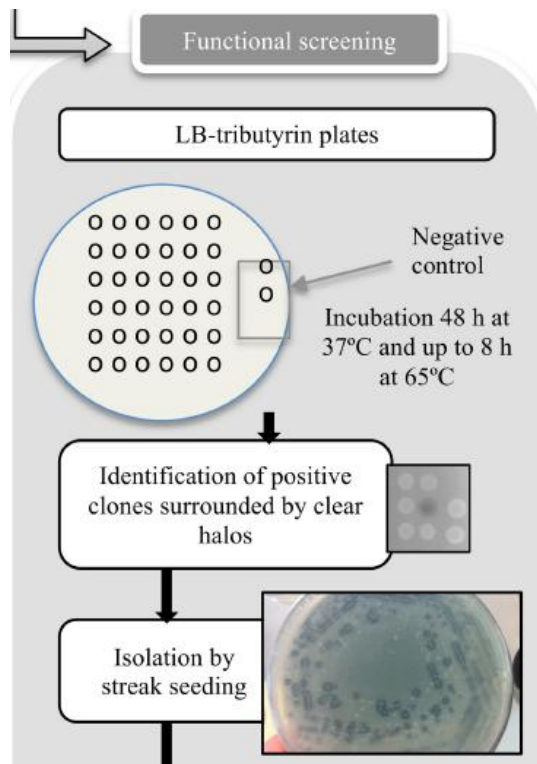 Functional screening
LB-tributyrin plates
O O O O O O
O O O O O O
O O O O O O
O O O O O O
O O O O O O
O O O O O O
O
O
Negative
control
Incubation 48 h at
37ºC and up to 8 h
at 65ºC
Identification of positive
clones surrounded by clear
halos
Isolation by
streak seeding